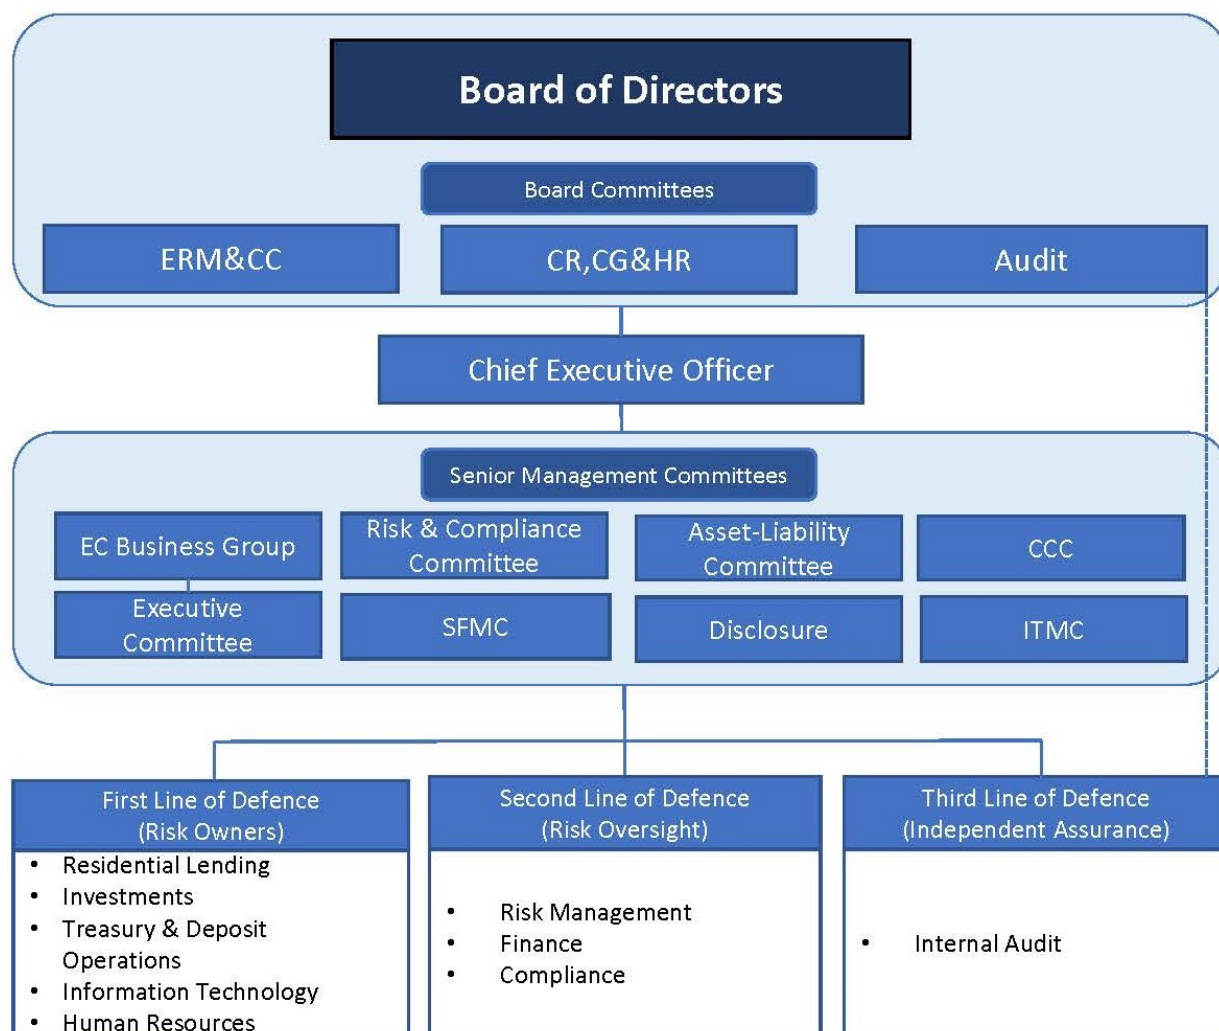 Board of Directors
Board Committees
ERM&CC
CR,CG&HR
Audit
Chief Executive Officer
Senior Management Committees
EC Business Group
Risk & Compliance
Committee
Asset-Liability
Committee
CCC
Executive
Committee
SFMC
Disclosure
ITMC
First Line of Defence
(Risk Owners)
• Residential Lending
• Investments
• Treasury & Deposit
Operations
• Information Technology
• Human Resources
Second Line of Defence
(Risk Oversight)
• Risk Management
• Finance
• Compliance
Third Line of Defence
(Independent Assurance)
• Internal Audit